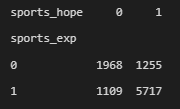 sports_hope 0 1
sports_exp
0 1968 1255
1 1109 5717